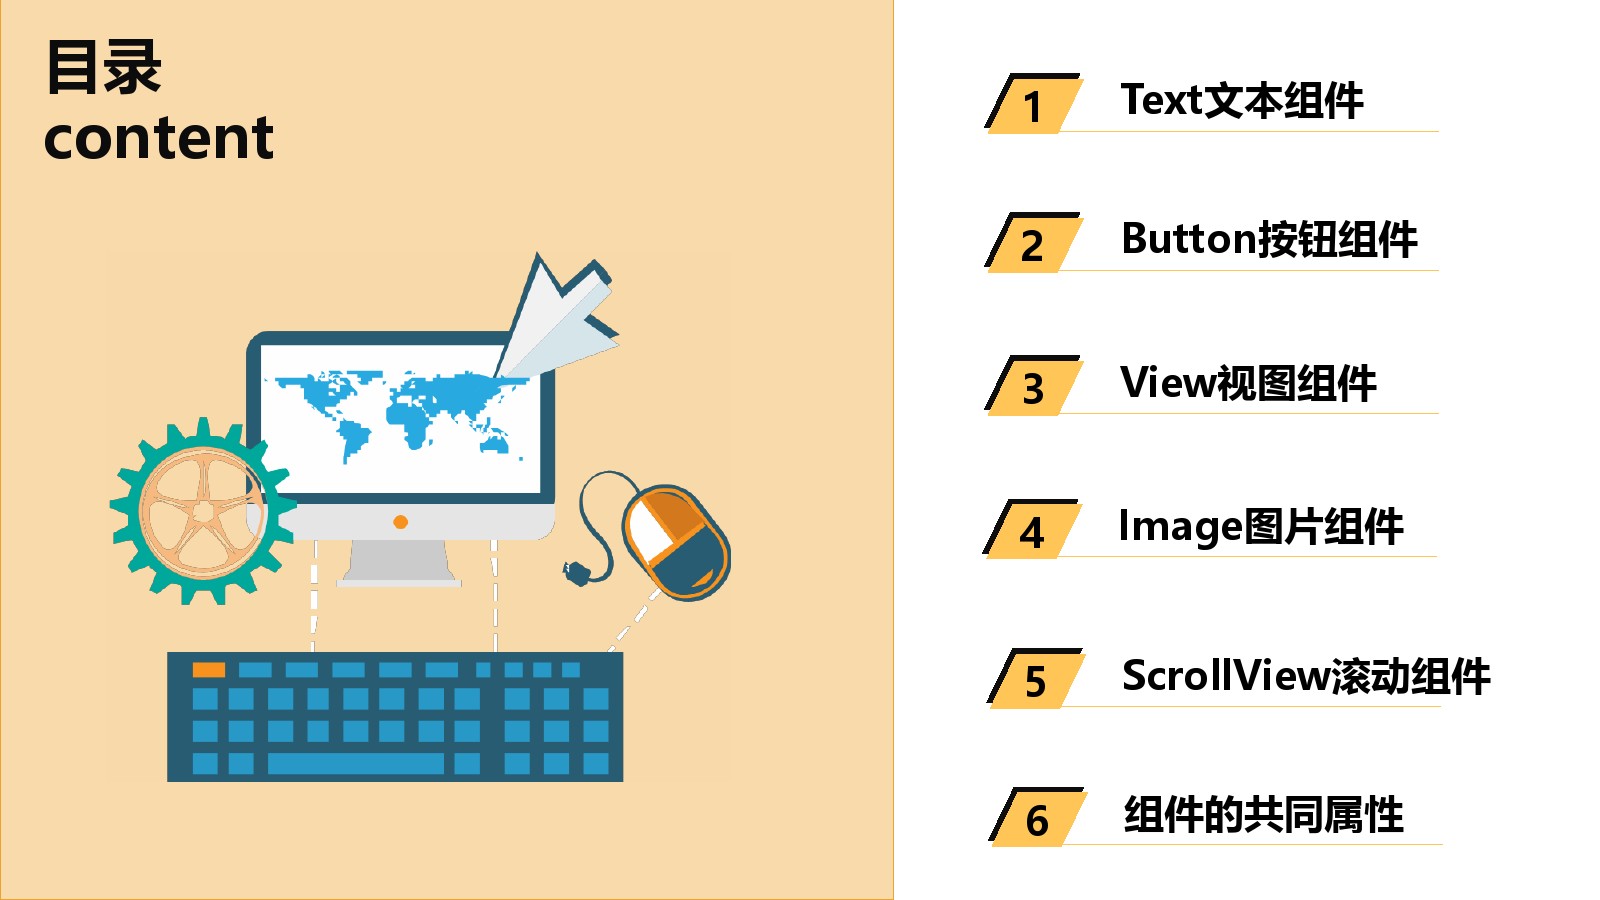 目录
content
1
Text文本组件
2
Button按钮组件
3
View视图组件
4
Image图片组件
5
ScrollView滚动组件
6
组件的共同属性